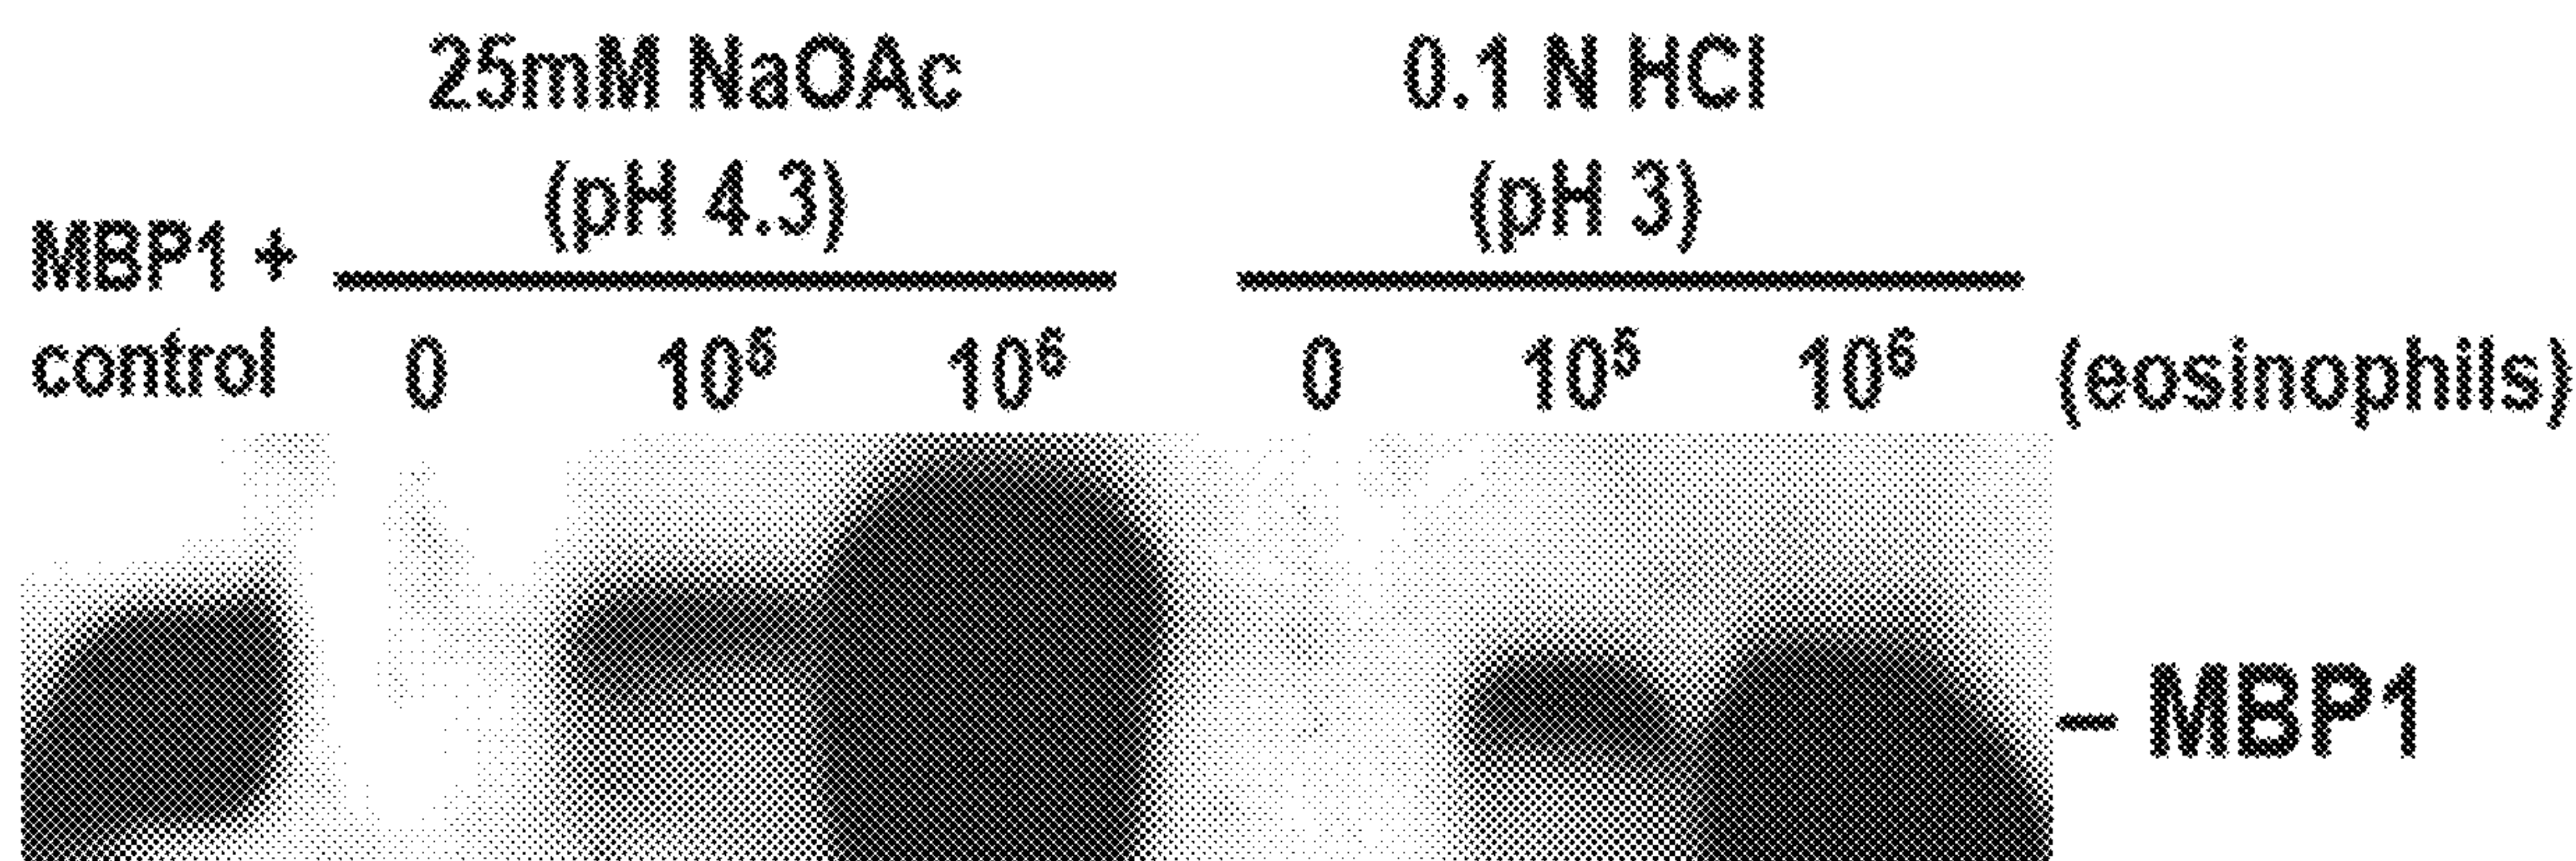 25mM NaOAc 0.1 N HCl
(pH 4.3) (pH 3)
MBP1 +
control 0 10⁵ 10⁶ 0 10⁵ 10⁶ (eosinophils)
– MBP1